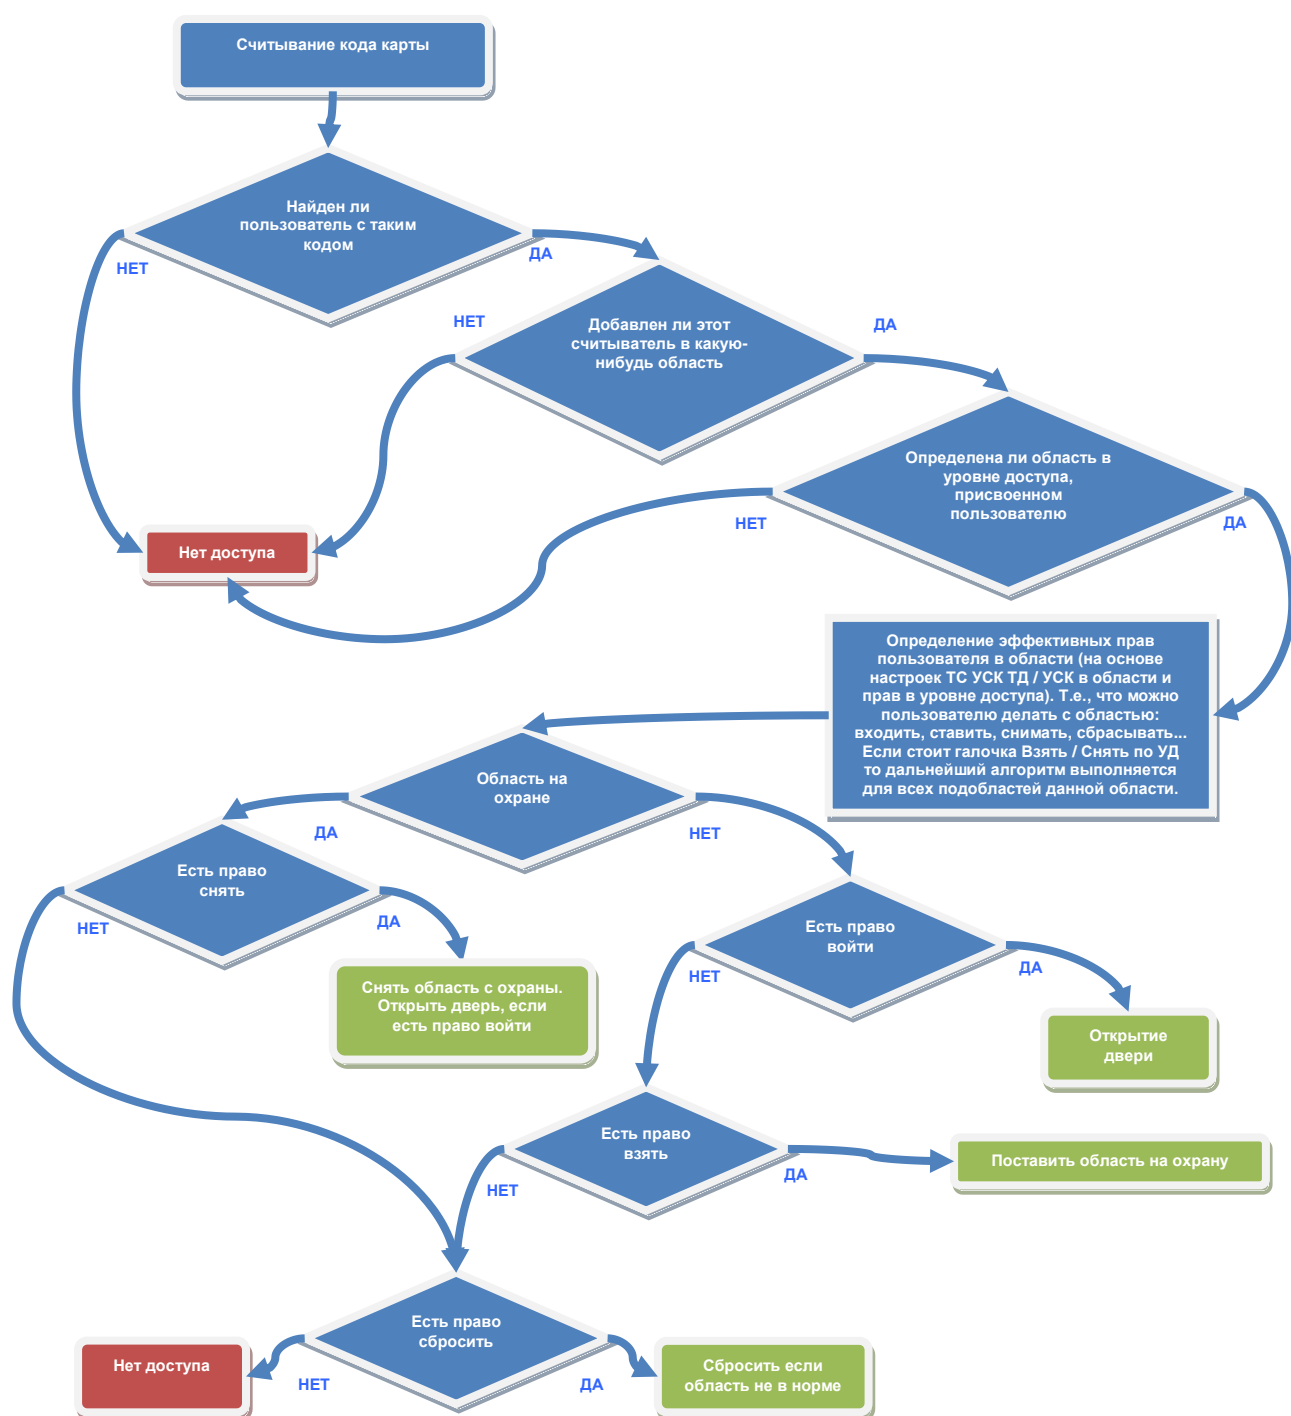 Считывание кода карты
Найден ли
пользователь с таким
кодом
НЕТ
ДА
Добавлен ли этот
считыватель в какую-
нибудь область
НЕТ
ДА
Определена ли область в
уровне доступа,
присвоенном
пользователю
НЕТ
ДА
Нет доступа
Определение эффективных прав
пользователя в области (на основе
настроек ТС УСК ТД / УСК в области и
прав в уровне доступа). Т.е., что можно
пользователю делать с областью:
входить, ставить, снимать, сбрасывать...
Если стоит галочка Взять / Снять по УД
то дальнейший алгоритм выполняется
для всех подобластей данной области.
Область на
охране
ДА
НЕТ
Есть право
снять
НЕТ
ДА
Есть право
войти
НЕТ
ДА
Снять область с охраны.
Открыть дверь, если
есть право войти
Открытие
двери
Есть право
взять
НЕТ
ДА
Поставить область на охрану
Есть право
сбросить
НЕТ
ДА
Нет доступа
Сбросить если
область не в норме